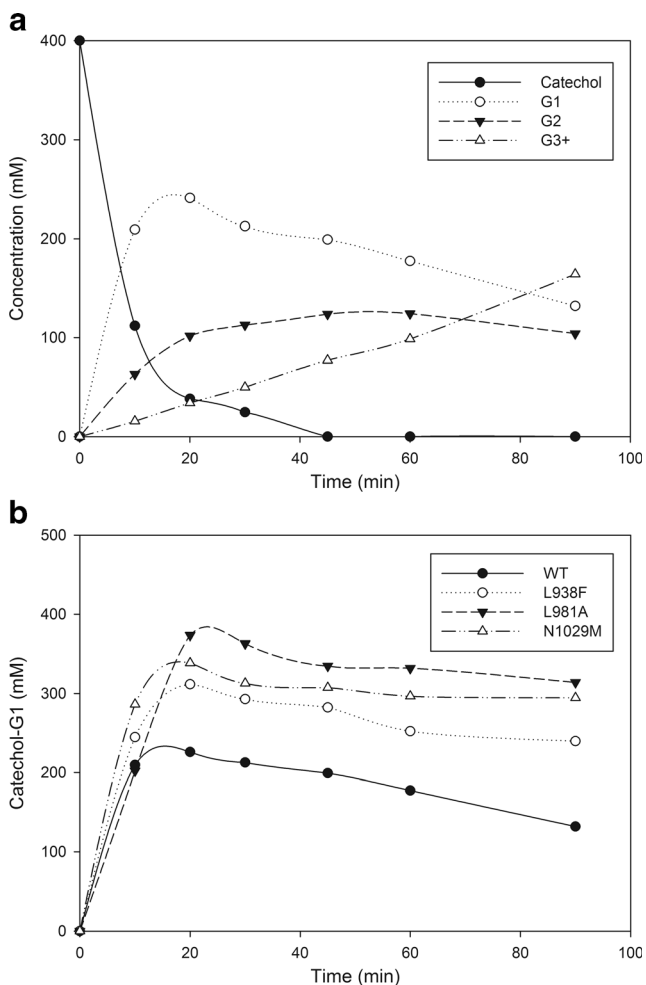 a
400
300
200
100
0
Concentration (mM)
Catechol
G1
G2
G3+
0 20 40 60 80 100
Time (min)
b
500
400
300
200
100
0
Catechol-G1 (mM)
WT
L938F
L981A
N1029M
0 20 40 60 80 100
Time (min)